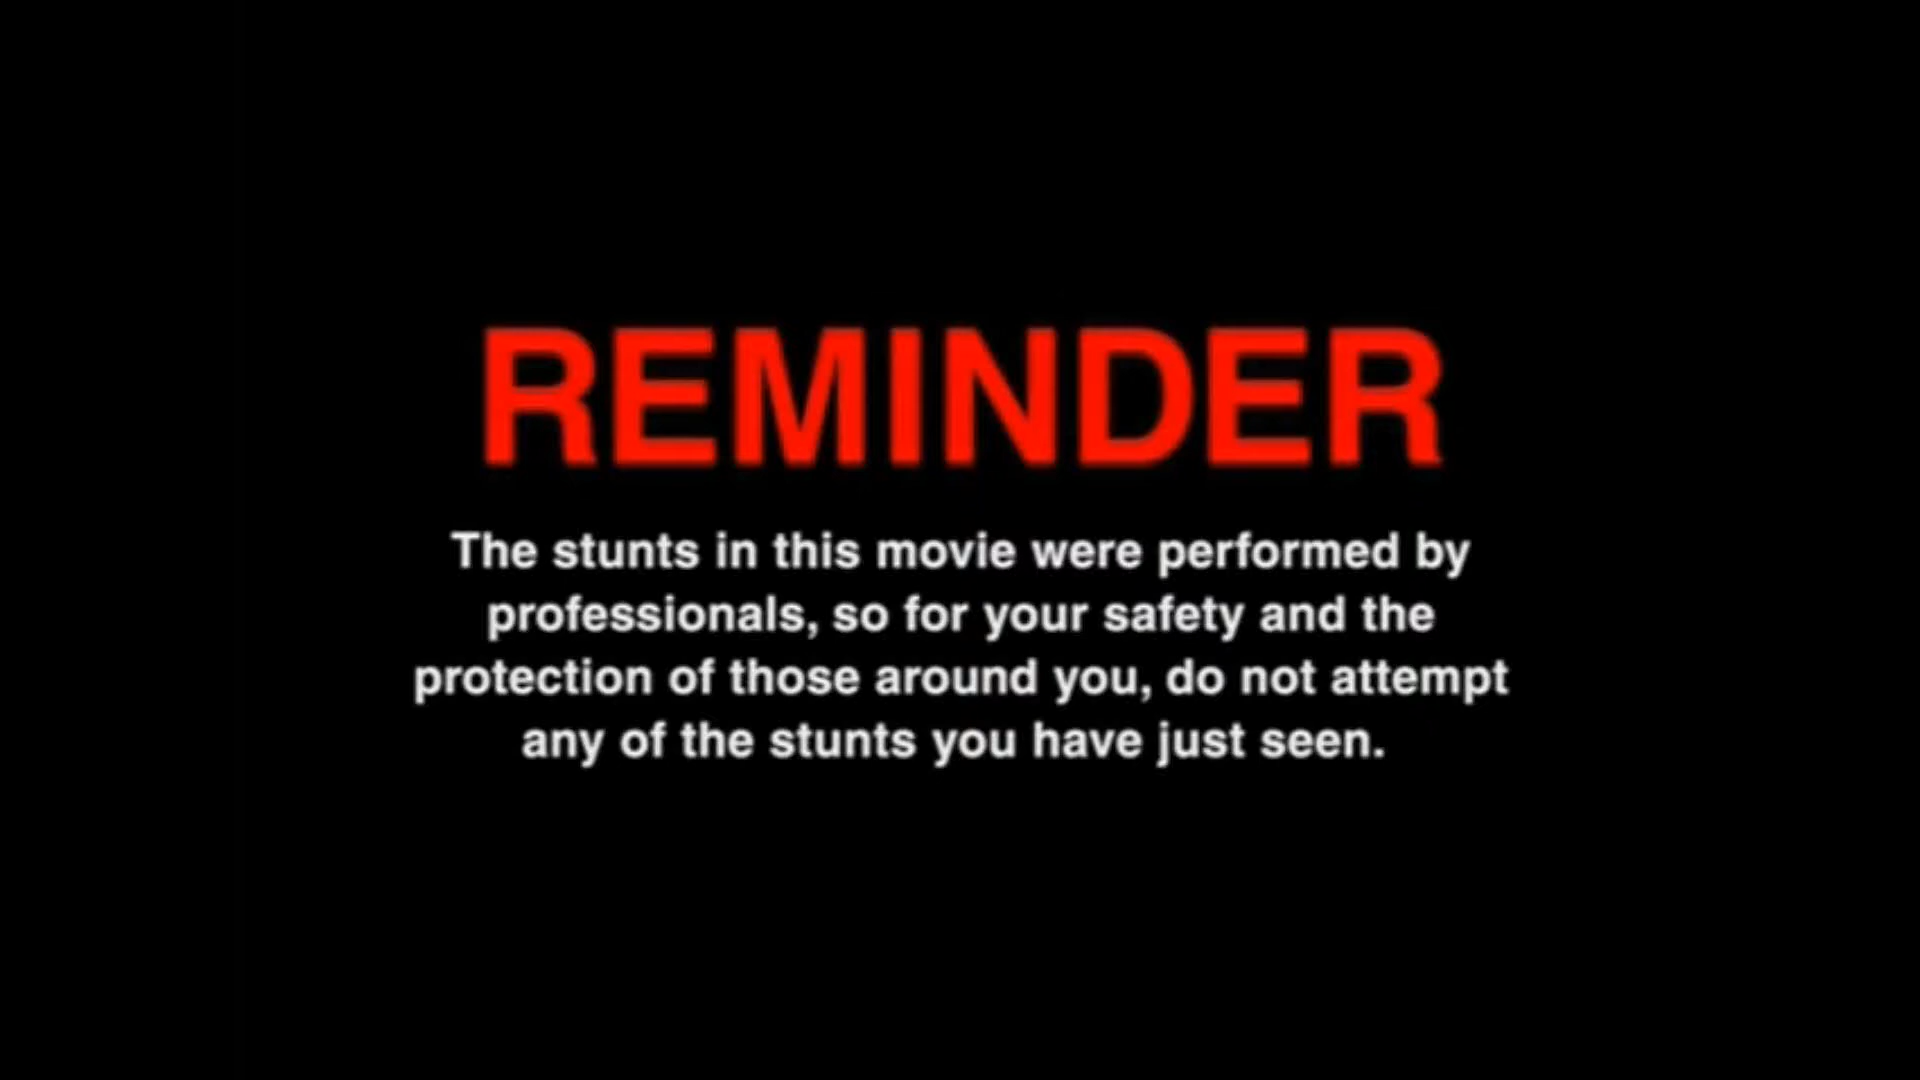 REMINDER
The stunts in this movie were performed by
professionals, so for your safety and the
protection of those around you, do not attempt
any of the stunts you have just seen.